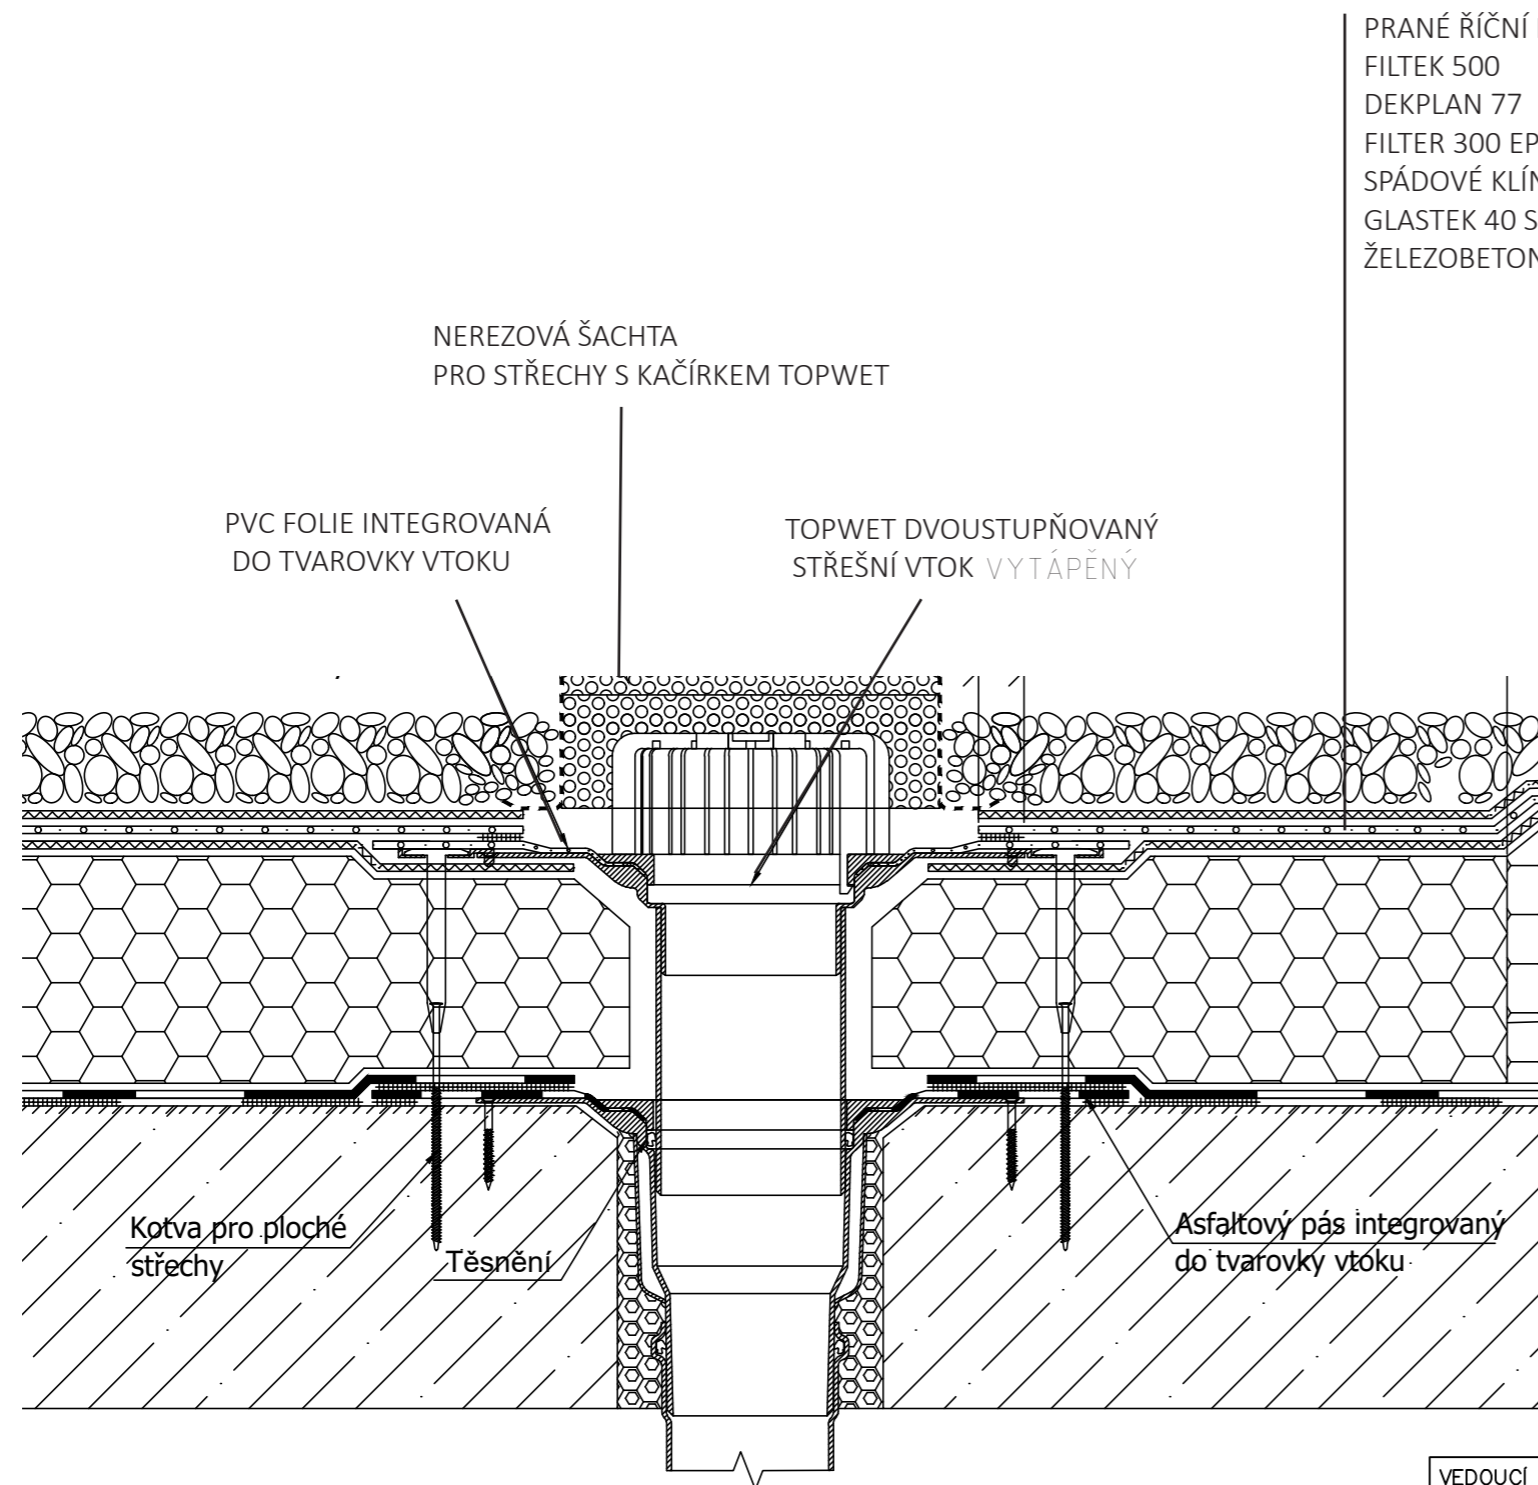 PRANÉ ŘÍČNÍ
FILTEK 500
DEKPLAN 77
FILTER 300 EP
SPÁDOVÉ KLÍN
GLASTEK 40 S
ŽELEZOBETON
NEREZOVÁ ŠACHTA
PRO STŘECHY S KAČÍRKEM TOPWET
PVC FOLIE INTEGROVANÁ
DO TVAROVKY VTOKU
TOPWET DVOUSTUPŇOVANÝ
STŘEŠNÍ VTOK VYTÁPĚNÝ
Kotva pro ploché
střechy
Těsnění
Asfaltový pás integrovaný
do tvarovky vtoku
VEDOUCÍ